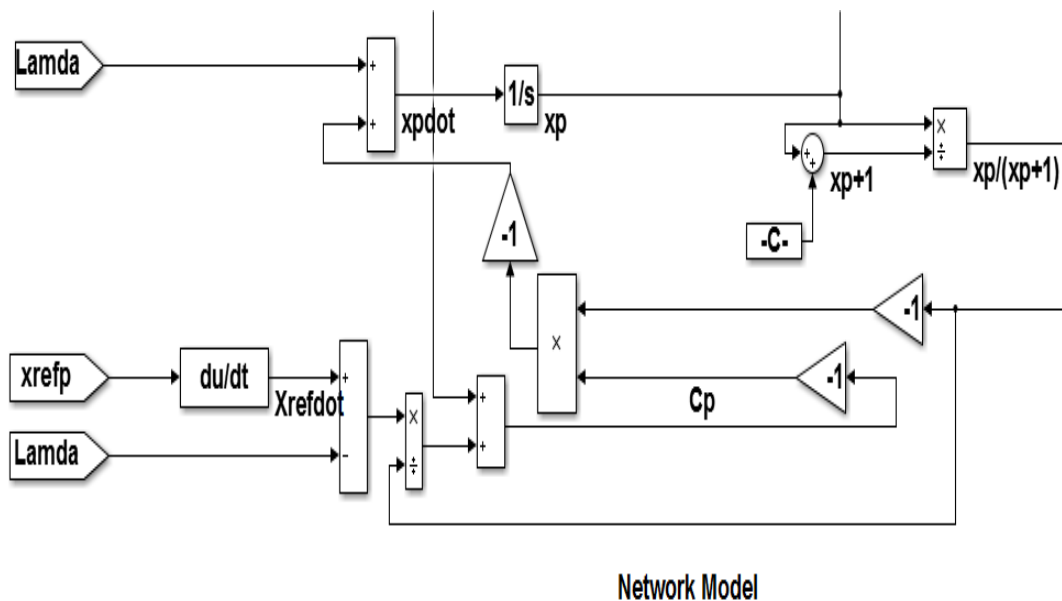 Lamda
+
+
xpdot
1/s
xp
+
+
xp+1
×
÷
xp/(xp+1)
-C-
-1
×
-1
-1
Cp
xrefp
du/dt
Xrefdot
Lamda
+
−
×
÷
+
+
Network Model